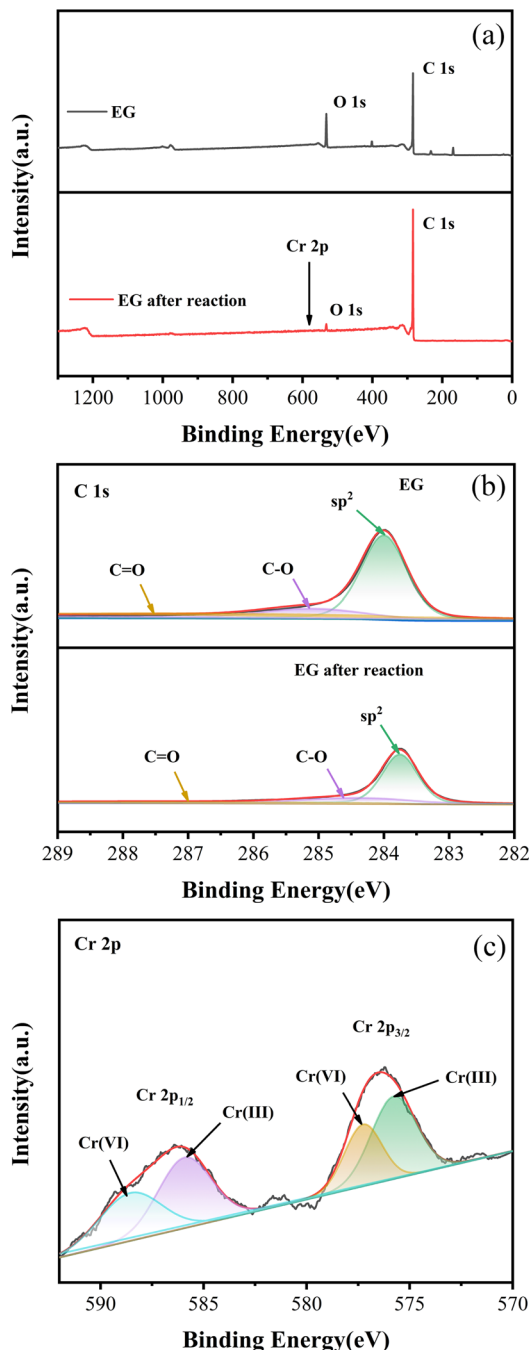 (a)
C 1s
O 1s
EG
C 1s
Cr 2p
O 1s
EG after reaction
Intensity(a.u.)
Intensity(a.u.)
1200 1000 800 600 400 200 0
Binding Energy(eV)
C 1s
EG
(b)
sp²
C=O
C-O
EG after reaction
sp²
C=O
C-O
Intensity(a.u.)
Intensity(a.u.)
289 288 287 286 285 284 283 282
Binding Energy(eV)
Cr 2p
(c)
Cr 2p₃/₂
Cr(VI)
Cr(III)
Cr 2p₁/₂
Cr(III)
Cr(VI)
Intensity(a.u.)
590 585 580 575 570
Binding Energy(eV)